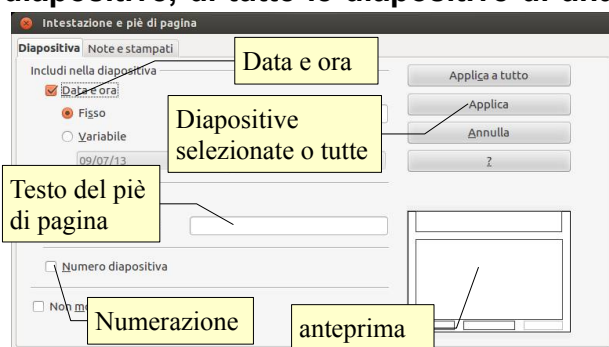 diapositive, di tutte le diapositive di una
Intestazione e piè di pagina
Diapositiva Note e stampati
Includi nella diapositiva
Data e ora
Data e ora
Applica a tutto
Fisso
Applica
Diapositive
selezionate o tutte
Variabile
Annulla
09/07/13
?
Testo del piè
di pagina
Numero diapositiva
Non
Numerazione
anteprima